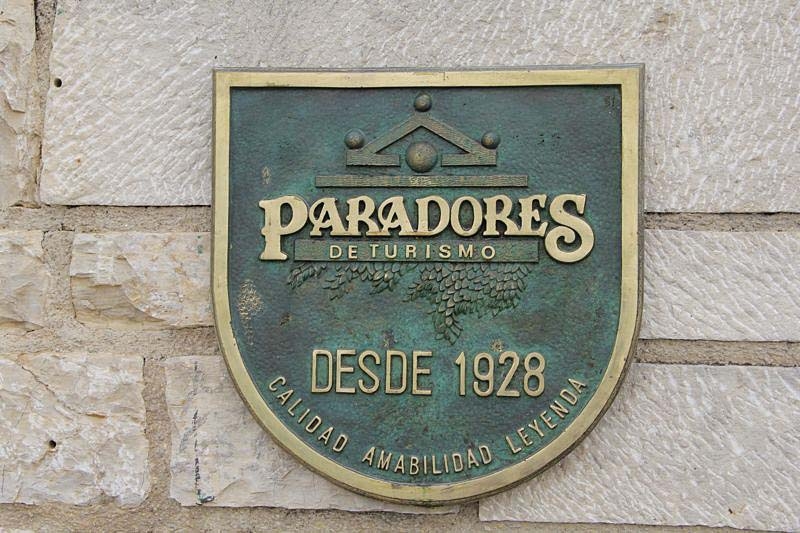 PARADORES
DE TURISMO
DESDE 1928
CALIDAD AMABILIDAD LEYENDA